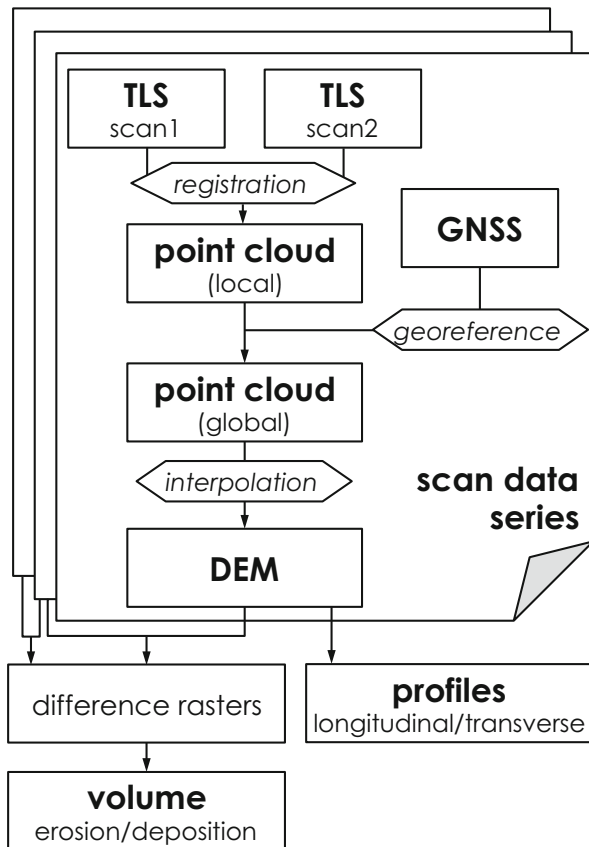 TLS
scan1
TLS
scan2
registration
GNSS
point cloud
(local)
georeference
point cloud
(global)
interpolation
scan data
series
DEM
difference rasters
profiles
longitudinal/transverse
volume
erosion/deposition